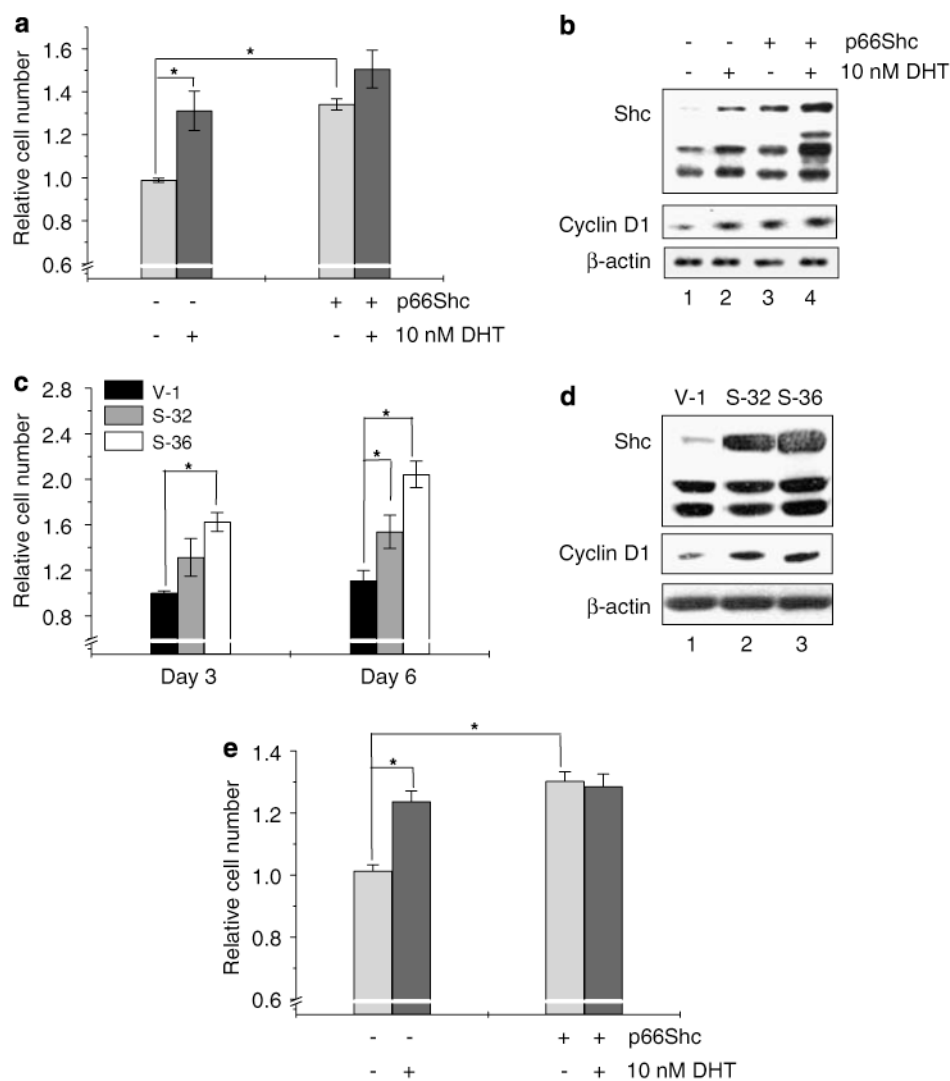 a
Relative cell number
1.6
1.4
1.2
1.0
0.8
0.6
*
*
- - + + p66Shc
- + - + 10 nM DHT
b
- - + + p66Shc
- + - + 10 nM DHT
Shc
Cyclin D1
β-actin
1 2 3 4
c
Relative cell number
2.8
2.4
2.0
1.6
1.2
0.8
V-1
S-32
S-36
*
*
*
Day 3 Day 6
d
V-1 S-32 S-36
Shc
Cyclin D1
β-actin
1 2 3
e
Relative cell number
1.4
1.2
1.0
0.8
0.6
*
*
- - + + p66Shc
- + - + 10 nM DHT